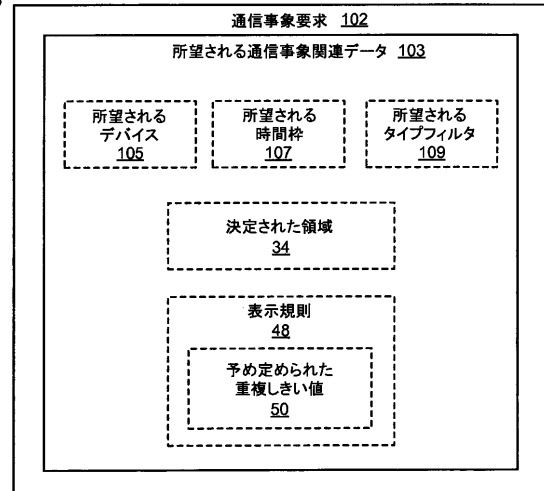 通信事象要求 102
所望される通信事象関連データ 103
所望される
デバイス
105
所望される
時間枠
107
所望される
タイプフィルタ
109
決定された領域
34
表示規則
48
予め定められた
重複しきい値
50